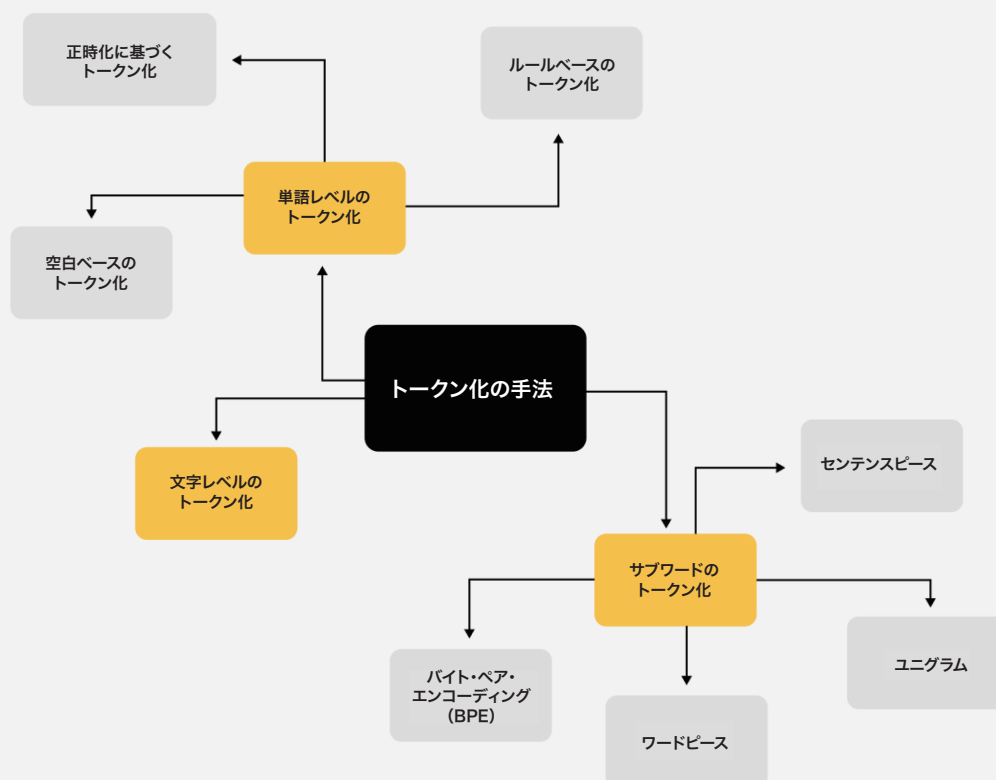 正時化に基づく
トークン化
ルールベースの
トークン化
単語レベルの
トークン化
空白ベースの
トークン化
トークン化の手法
文字レベルの
トークン化
センテンスピース
サブワードの
トークン化
ユニグラム
バイト・ペア・
エンコーディング
（BPE）
ワードピース